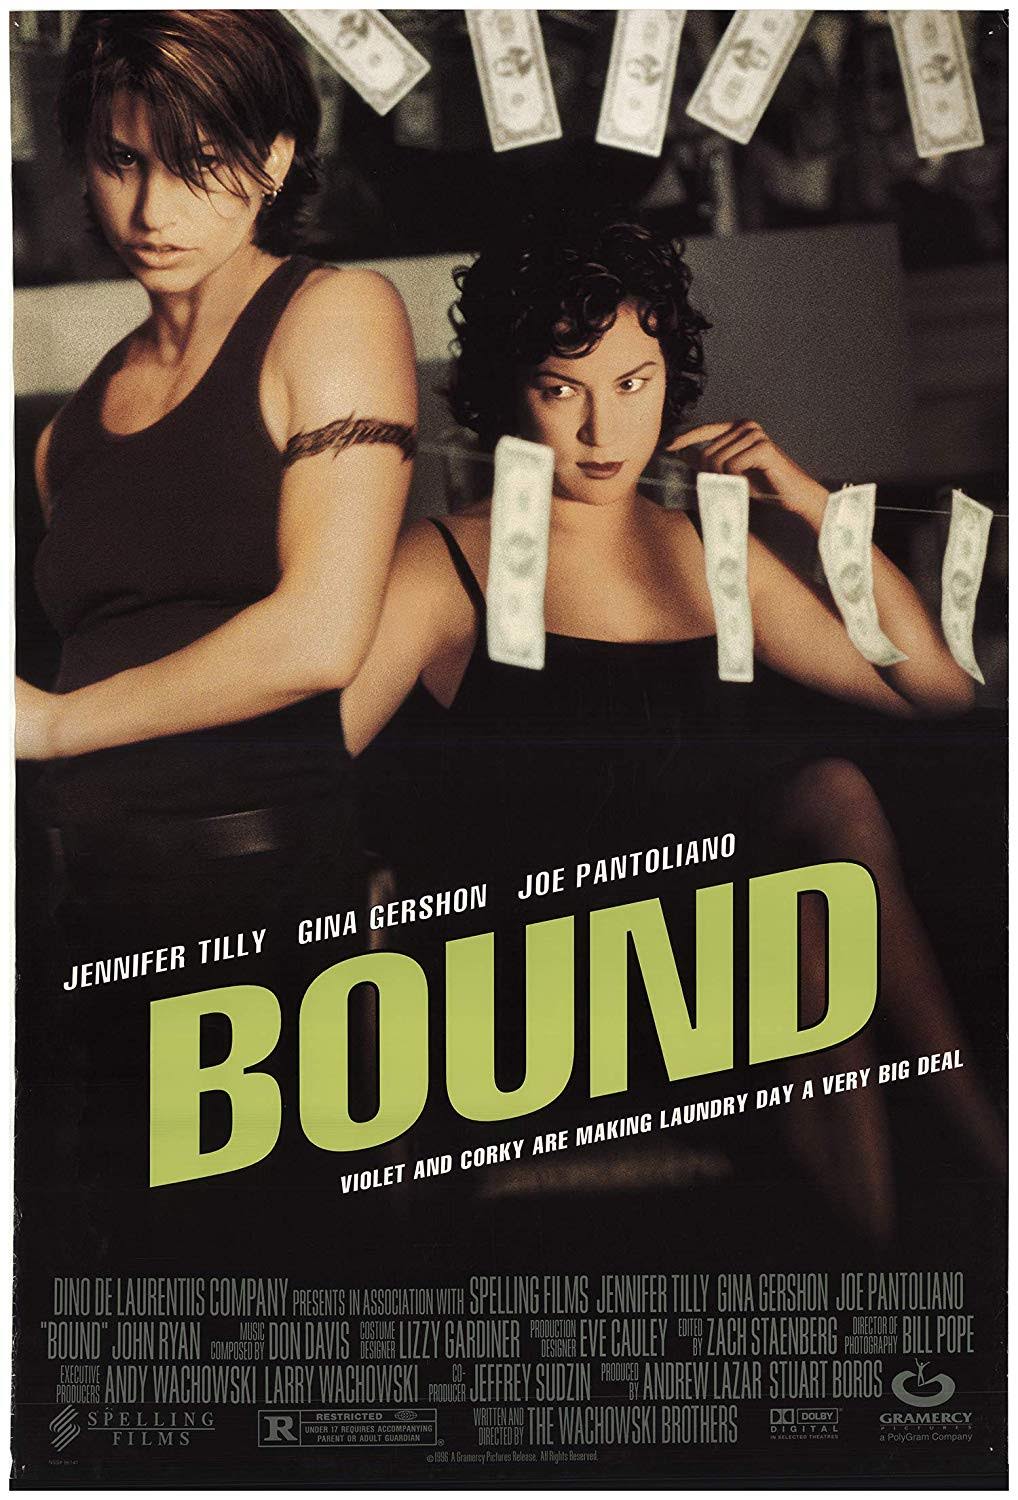 JENNIFER TILLY GINA GERSHON JOE PANTOLIANO
BOUND
VIOLET AND CORKY ARE MAKING LAUNDRY DAY A VERY BIG DEAL
DINO DE LAURENTIIS COMPANY PRESENTS IN ASSOCIATION WITH SPELLING FILMS JENNIFER TILLY GINA GERSHON JOE PANTOLIANO
"BOUND" JOHN RYAN MUSIC COMPOSED BY DON DAVIS COSTUME DESIGNER LIZZY GARDINER PRODUCTION DESIGNER EVE CAULEY EDITED BY ZACH STAENBERG DIRECTOR OF PHOTOGRAPHY BILL POPE
EXECUTIVE PRODUCERS ANDY WACHOWSKI LARRY WACHOWSKI CO-PRODUCER JEFFREY SUDZIN PRODUCED BY ANDREW LAZAR STUART BOROS
SPELLING FILMS
R RESTRICTED
UNDER 17 REQUIRES ACCOMPANYING
PARENT OR ADULT GUARDIAN
WRITTEN AND DIRECTED BY THE WACHOWSKI BROTHERS
DOLBY
DIGITAL
IN SELECTED THEATRES
GRAMERCY
PICTURES
a PolyGram Company
©1996 A Gramercy Pictures Release. All Rights Reserved.